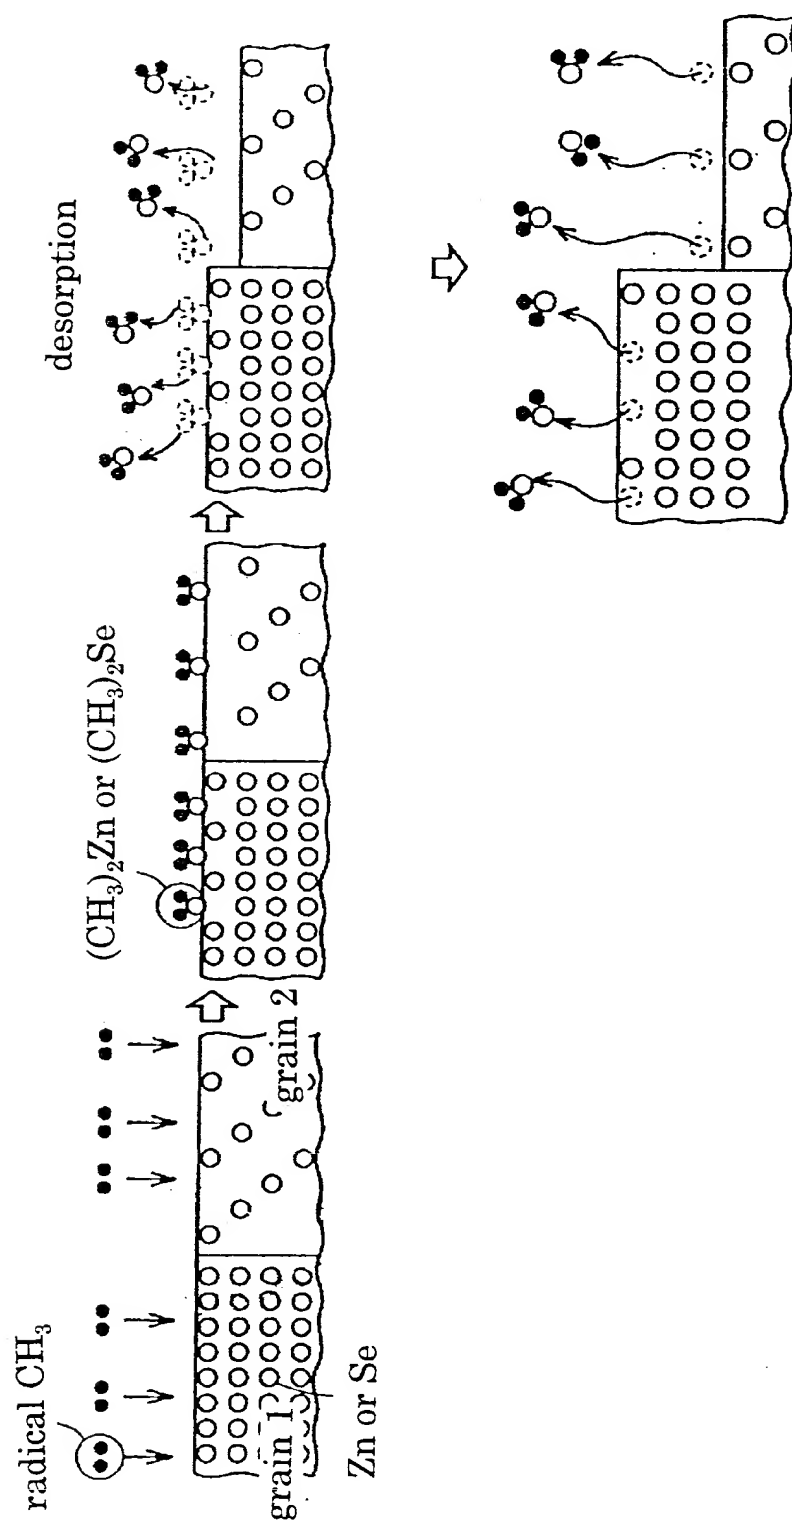 radical CH₃
grain 1
Zn or Se
grain 2
(CH₃)₂Zn or (CH₃)₂Se
desorption